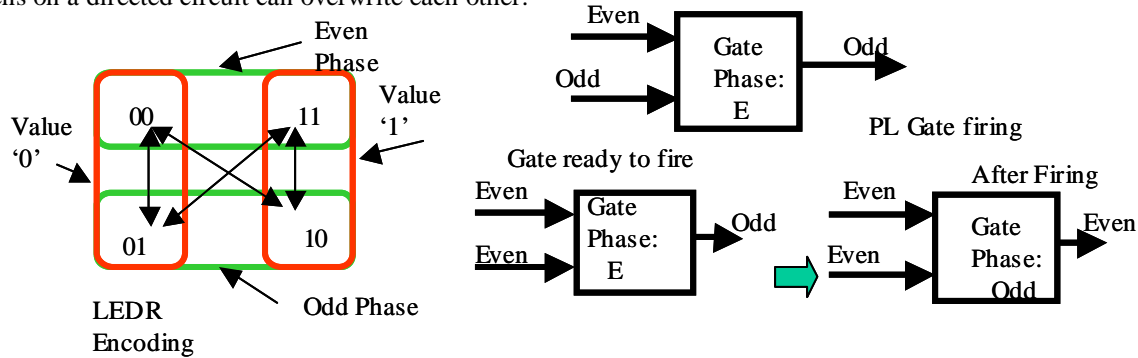 ens on a directed circuit can overwrite each other.
Even
Phase
Value
‘1’
Value
‘0’
00
11
01
10
LEDR
Encoding
Odd Phase
Even
Odd
Gate
Phase:
E
Odd
PL Gate firing
Gate ready to fire
Even
Even
Gate
Phase:
E
Odd
After Firing
Even
Even
Gate
Phase:
Odd
Even